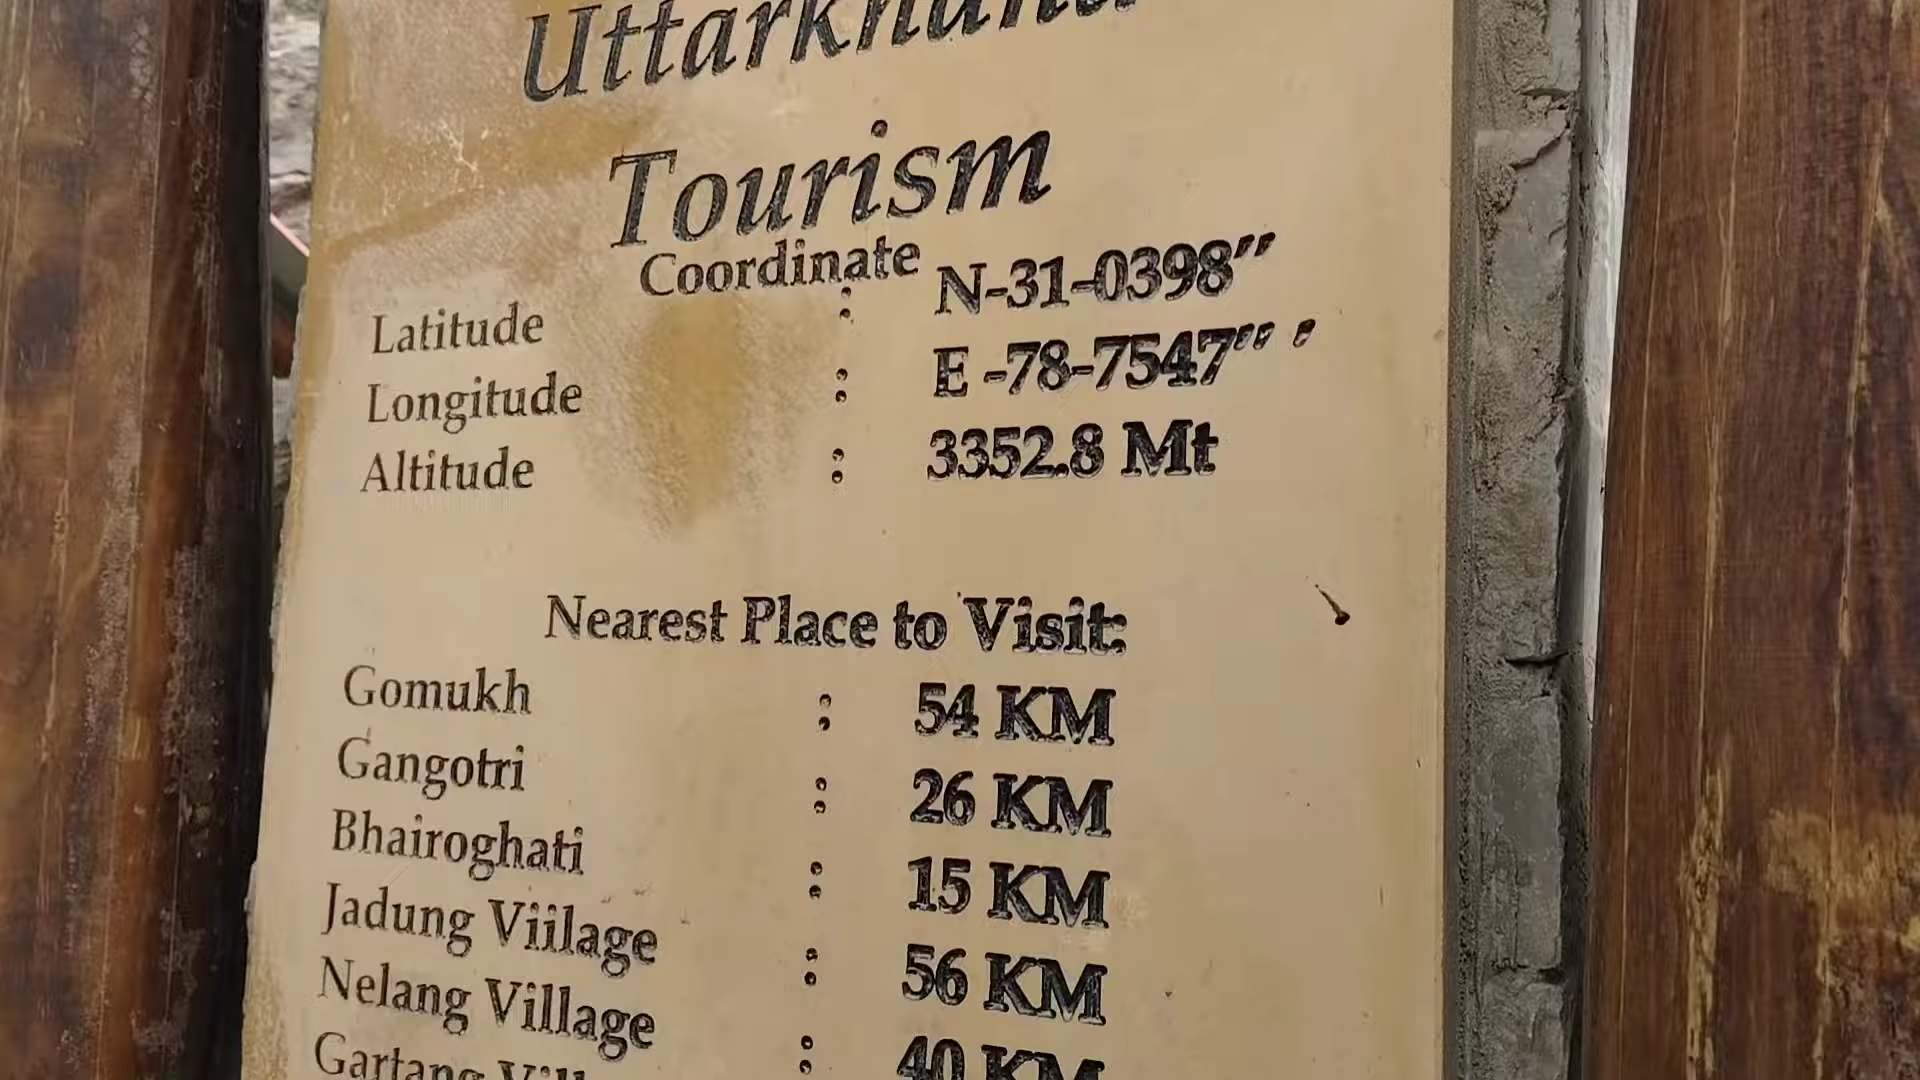 Uttarkhand
Tourism
Coordinate
Latitude : N-31-0398”
Longitude : E -78-7547”’ ’
Altitude : 3352.8 Mt
Nearest Place to Visit:
Gomukh : 54 KM
Gangotri : 26 KM
Bhairoghati : 15 KM
Jadung Viilage : 56 KM
Nelang Village : 40 KM
Gartang